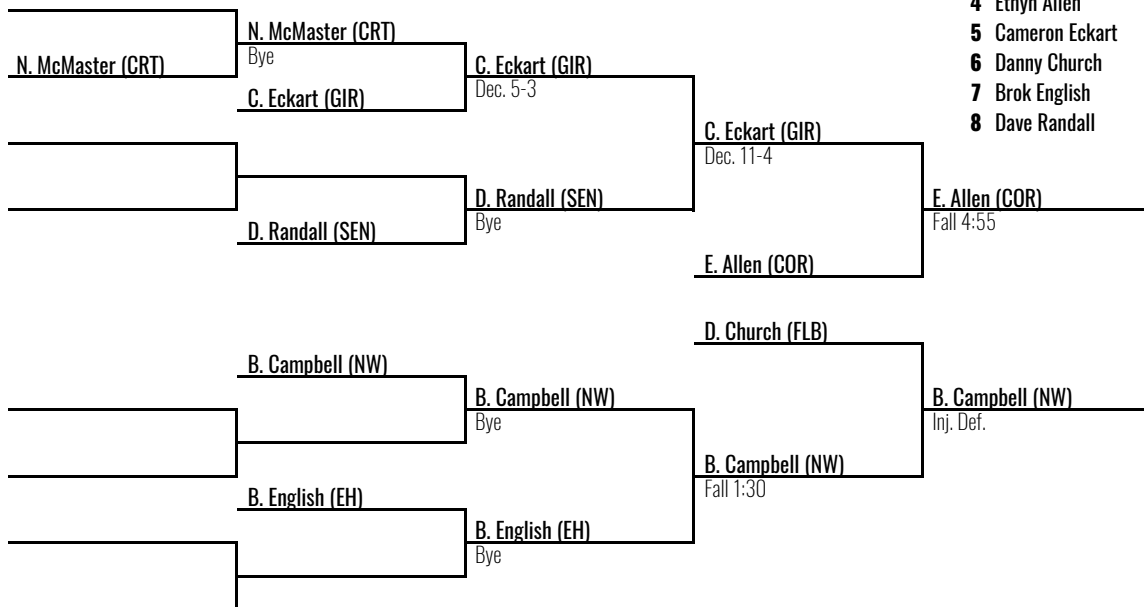 4 Ethyn Allen
5 Cameron Eckart
6 Danny Church
7 Brok English
8 Dave Randall
N. McMaster (CRT)
N. McMaster (CRT)
Bye
C. Eckart (GIR)
C. Eckart (GIR)
Dec. 5-3
D. Randall (SEN)
D. Randall (SEN)
Bye
C. Eckart (GIR)
Dec. 11-4
E. Allen (COR)
E. Allen (COR)
Fall 4:55
B. Campbell (NW)
B. Campbell (NW)
Bye
B. English (EH)
B. English (EH)
Bye
D. Church (FLB)
B. Campbell (NW)
Fall 1:30
B. Campbell (NW)
Inj. Def.